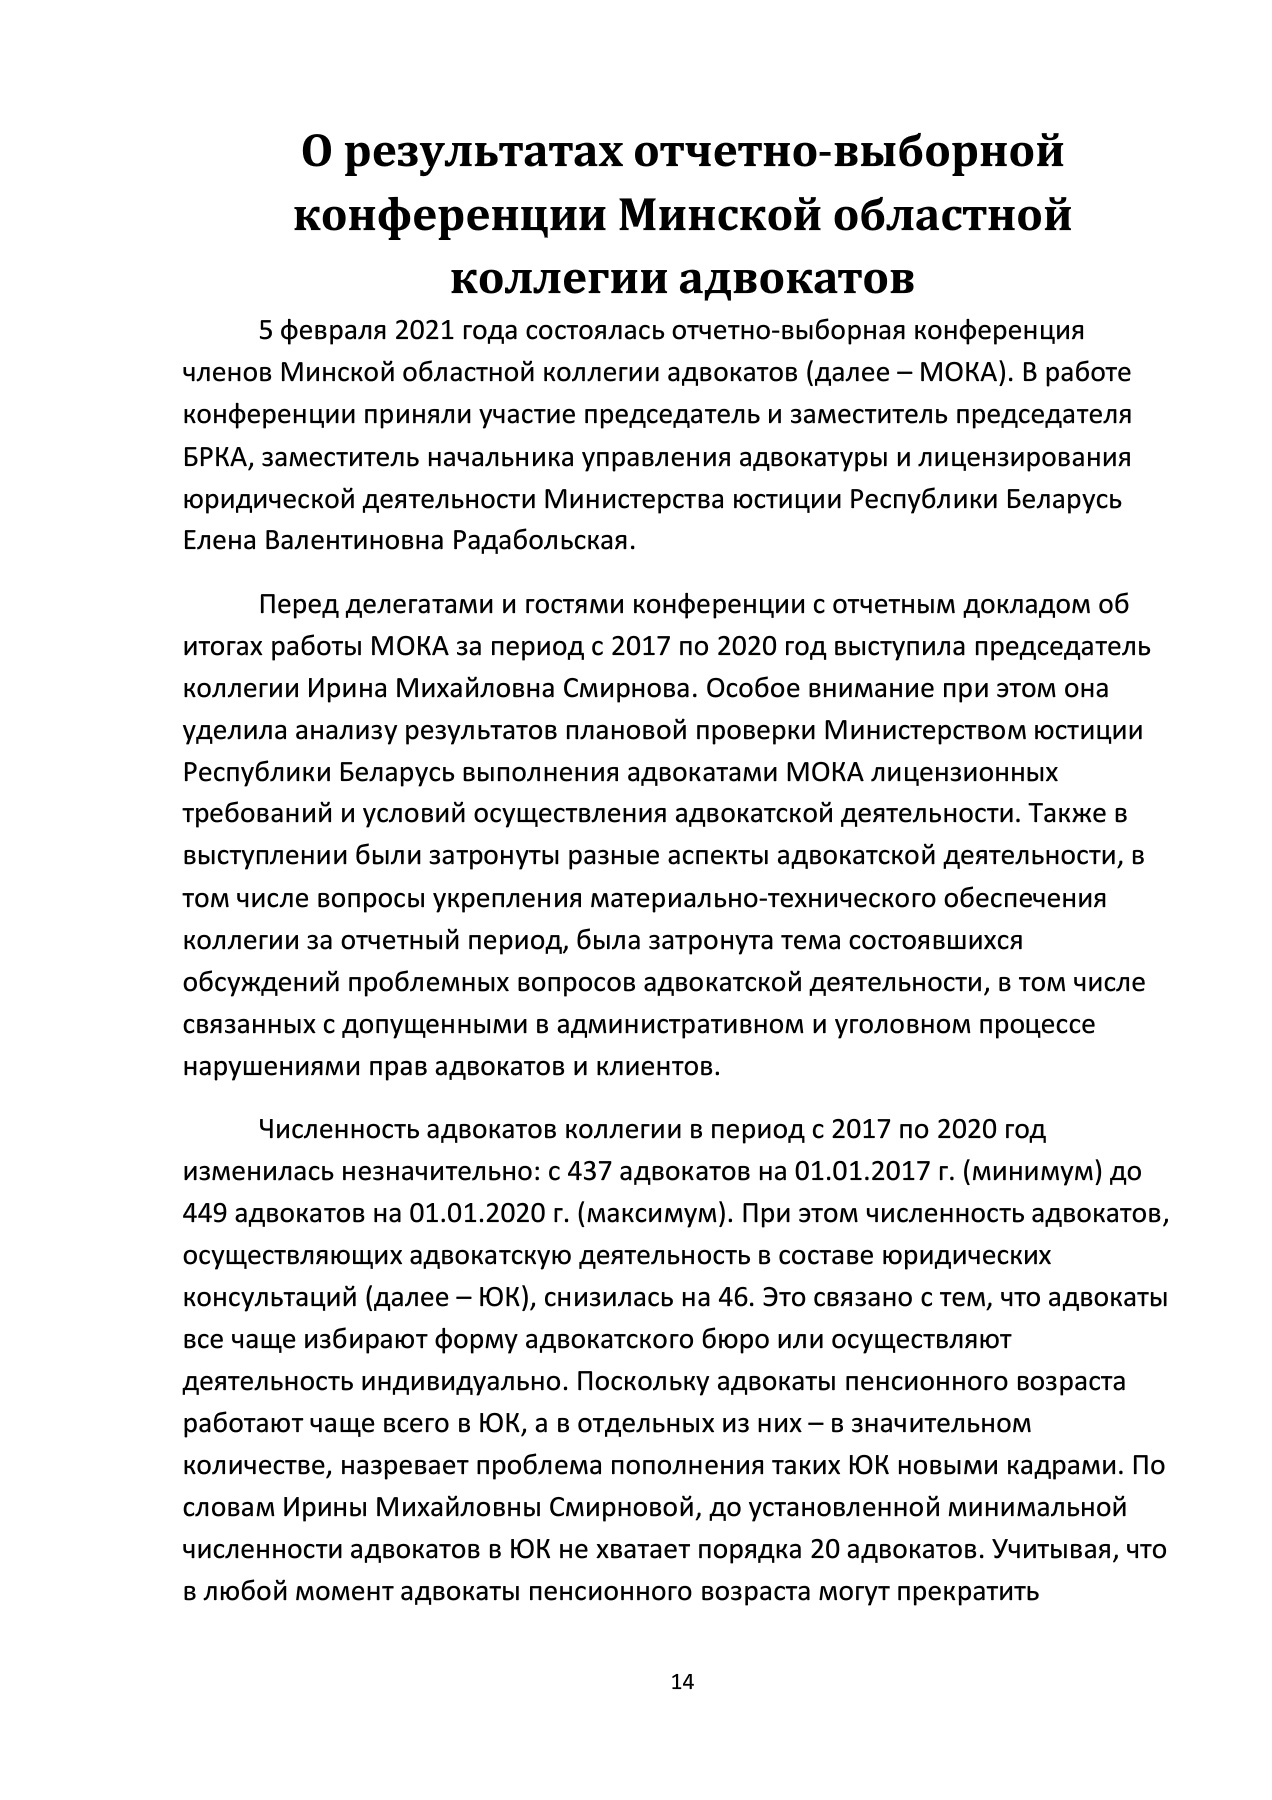 О результатах отчетно-выборной
конференции Минской областной
коллегии адвокатов
5 февраля 2021 года состоялась отчетно-выборная конференция
членов Минской областной коллегии адвокатов (далее – МОКА). В работе
конференции приняли участие председатель и заместитель председателя
БРКА, заместитель начальника управления адвокатуры и лицензирования
юридической деятельности Министерства юстиции Республики Беларусь
Елена Валентиновна Радабольская.
Перед делегатами и гостями конференции с отчетным докладом об
итогах работы МОКА за период с 2017 по 2020 год выступила председатель
коллегии Ирина Михайловна Смирнова. Особое внимание при этом она
уделила анализу результатов плановой проверки Министерством юстиции
Республики Беларусь выполнения адвокатами МОКА лицензионных
требований и условий осуществления адвокатской деятельности. Также в
выступлении были затронуты разные аспекты адвокатской деятельности, в
том числе вопросы укрепления материально-технического обеспечения
коллегии за отчетный период, была затронута тема состоявшихся
обсуждений проблемных вопросов адвокатской деятельности, в том числе
связанных с допущенными в административном и уголовном процессе
нарушениями прав адвокатов и клиентов.
Численность адвокатов коллегии в период с 2017 по 2020 год
изменилась незначительно: с 437 адвокатов на 01.01.2017 г. (минимум) до
449 адвокатов на 01.01.2020 г. (максимум). При этом численность адвокатов,
осуществляющих адвокатскую деятельность в составе юридических
консультаций (далее – ЮК), снизилась на 46. Это связано с тем, что адвокаты
все чаще избирают форму адвокатского бюро или осуществляют
деятельность индивидуально. Поскольку адвокаты пенсионного возраста
работают чаще всего в ЮК, а в отдельных из них – в значительном
количестве, назревает проблема пополнения таких ЮК новыми кадрами. По
словам Ирины Михайловны Смирновой, до установленной минимальной
численности адвокатов в ЮК не хватает порядка 20 адвокатов. Учитывая, что
в любой момент адвокаты пенсионного возраста могут прекратить
14